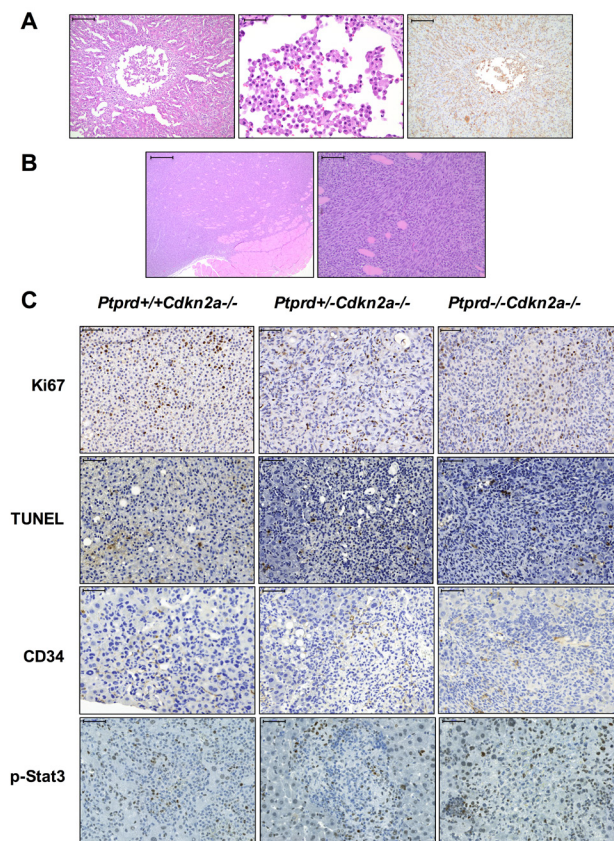 A
B
C
Ptprd+/+Cdkn2a-/- Ptprd+/-Cdkn2a-/- Ptprd-/-Cdkn2a-/-
Ki67
TUNEL
CD34
p-Stat3